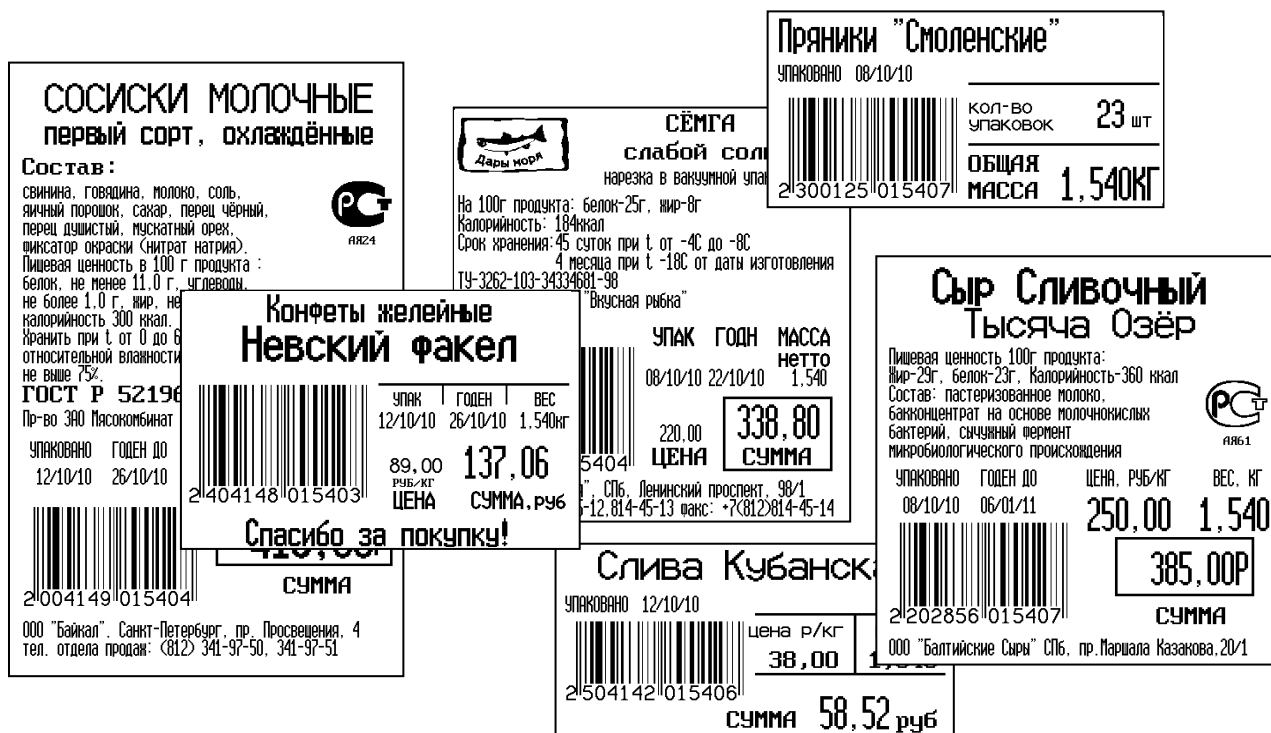 СОСИСКИ МОЛОЧНЫЕ
первый сорт, охлаждённые
Состав:
свинина, говядина, молоко, соль,
яичный порошок, сахар, перец чёрный,
перец душистый, мускатный орех,
фиксатор окраски (нитрат натрия).
Пищевая ценность в 100 г продукта :
белок, не менее 11,0 г, углеводы,
не более 1.0 г, жир, не
калорийность 300 ккал.
Хранить при t от 0 до 6
относительной влажности
не выше 75%.
ГОСТ Р 52196
Пр-во ЗАО Мясокомбинат
РСТ
АЯ24
УПАКОВАНО ГОДЕН ДО
12/10/10 26/10/10
2 004149 015404
СУММА
ООО "Байкал". Санкт-Петербург, пр. Просвещения, 4
тел. отдела продаж: (812) 341-97-50, 341-97-51
Конфеты желейные
Невский факел
УПАК ГОДЕН ВЕС
12/10/10 26/10/10 1,540кг
89,00 137,06
РУБ/КГ
ЦЕНА СУММА,РУБ
2 404148 015403
Спасибо за покупку!
Дары моря
СЁМГА
слабой
нарезка в вакуумной
На 100г продукта: белок-25г, жир-8г
Калорийность: 184ккал
Срок хранения:45 суток при t от -4С до -8С
4 месяца при t -18С от даты изготовления
ТУ-3262-103-34334681-98
"Вкусная рыбка"
УПАК ГОДН МАССА
нетто
08/10/10 22/10/10 1,540
220,00 338,80
ЦЕНА СУММА
5404
СПб, Ленинский проспект, 98/1
-12,814-45-13 факс: +7(812)814-45-14
Пряники "Смоленские"
УПАКОВАНО 08/10/10
КОЛ-ВО
УПАКОВОК 23 шт
ОБЩАЯ
МАССА 1,540КГ
2 300125 015407
Слива
УПАКОВАНО 12/10/10
цена р/кг
38,00
2 504142 015406
СУММА 58,52 руб
Сыр Сливочный
Тысяча Озёр
Пищевая ценность 100г продукта:
Жир-29г, белок-23г, Калорийность-360 ккал
Состав: пастеризованное молоко,
бакконцентрат на основе молочнокислых
бактерий, сычужный фермент
микробиологического происхождения
РСТ
АЯ61
УПАКОВАНО ГОДЕН ДО ЦЕНА, РУБ/КГ ВЕС, КГ
08/10/10 06/01/11 250,00 1,540
385,00Р
2 202856 015407
СУММА
ООО "Балтийские Сыры" СПб, пр.Маршала Казакова,20/1